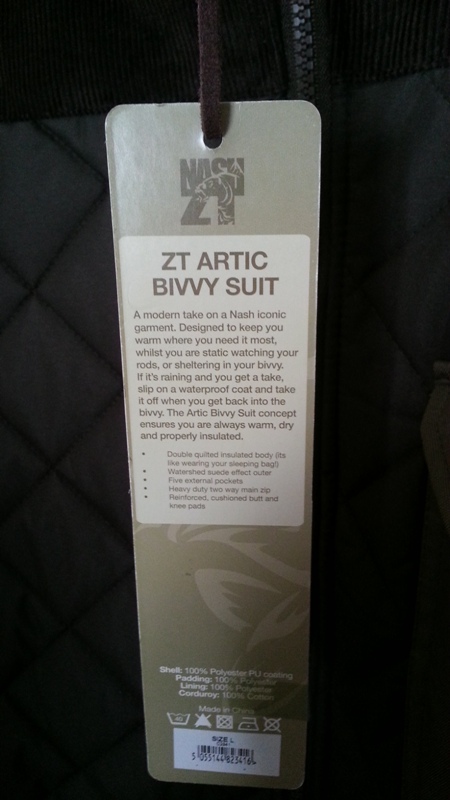 NASH
ZT
ZT ARTIC
BIVVY SUIT
A modern take on a Nash iconic
garment. Designed to keep you
warm where you need it most,
whilst you are static watching your
rods, or sheltering in your bivvy.
If it's raining and you get a take,
slip on a waterproof coat and take
it off when you get back into the
bivvy. The Artic Bivvy Suit concept
ensures you are always warm, dry
and properly insulated.
• Double quilted insulated body (its
like wearing your sleeping bag!)
• Watershed suede effect outer
• Five external pockets
• Heavy duty two way main zip
• Reinforced, cushioned butt and
knee pads
Shell: 100% Polyester PU coating
Padding: 100% Polyester
Lining: 100% Polyester
Corduroy: 100% Cotton
Made in China
40
SIZE L
5 055144 823416